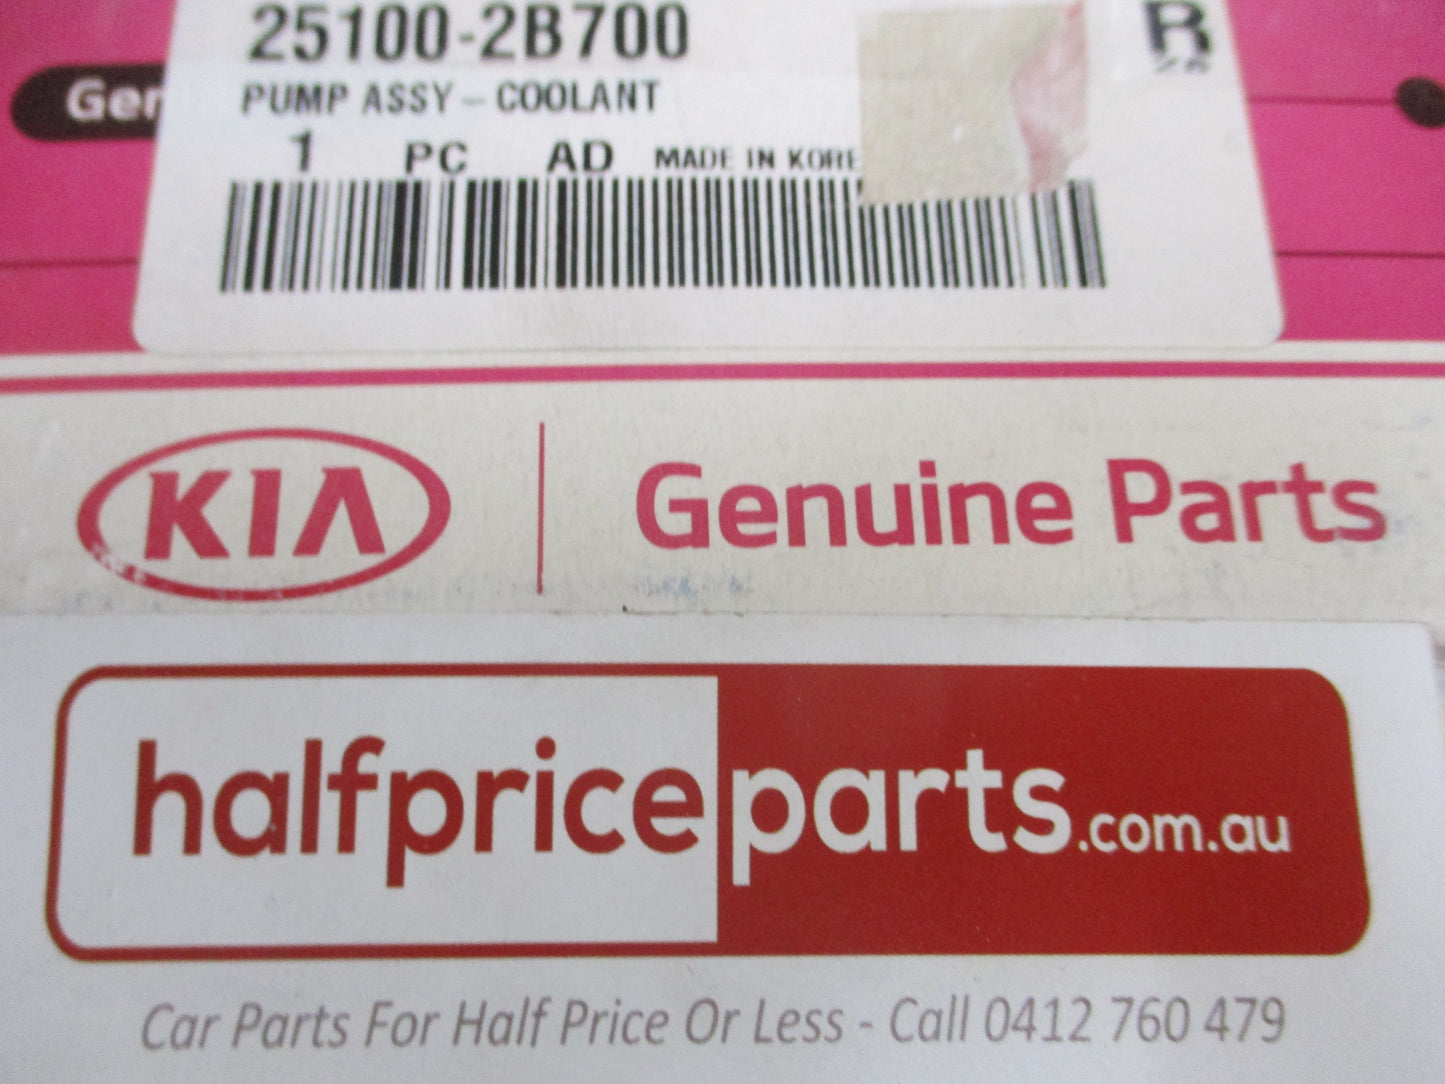 25100-2B700
R
Gen
PUMP ASSY - COOLANT
1 PC AD MADE IN KORE
KIA Genuine Parts
halfpriceparts.com.au
Car Parts For Half Price Or Less - Call 0412 760 479